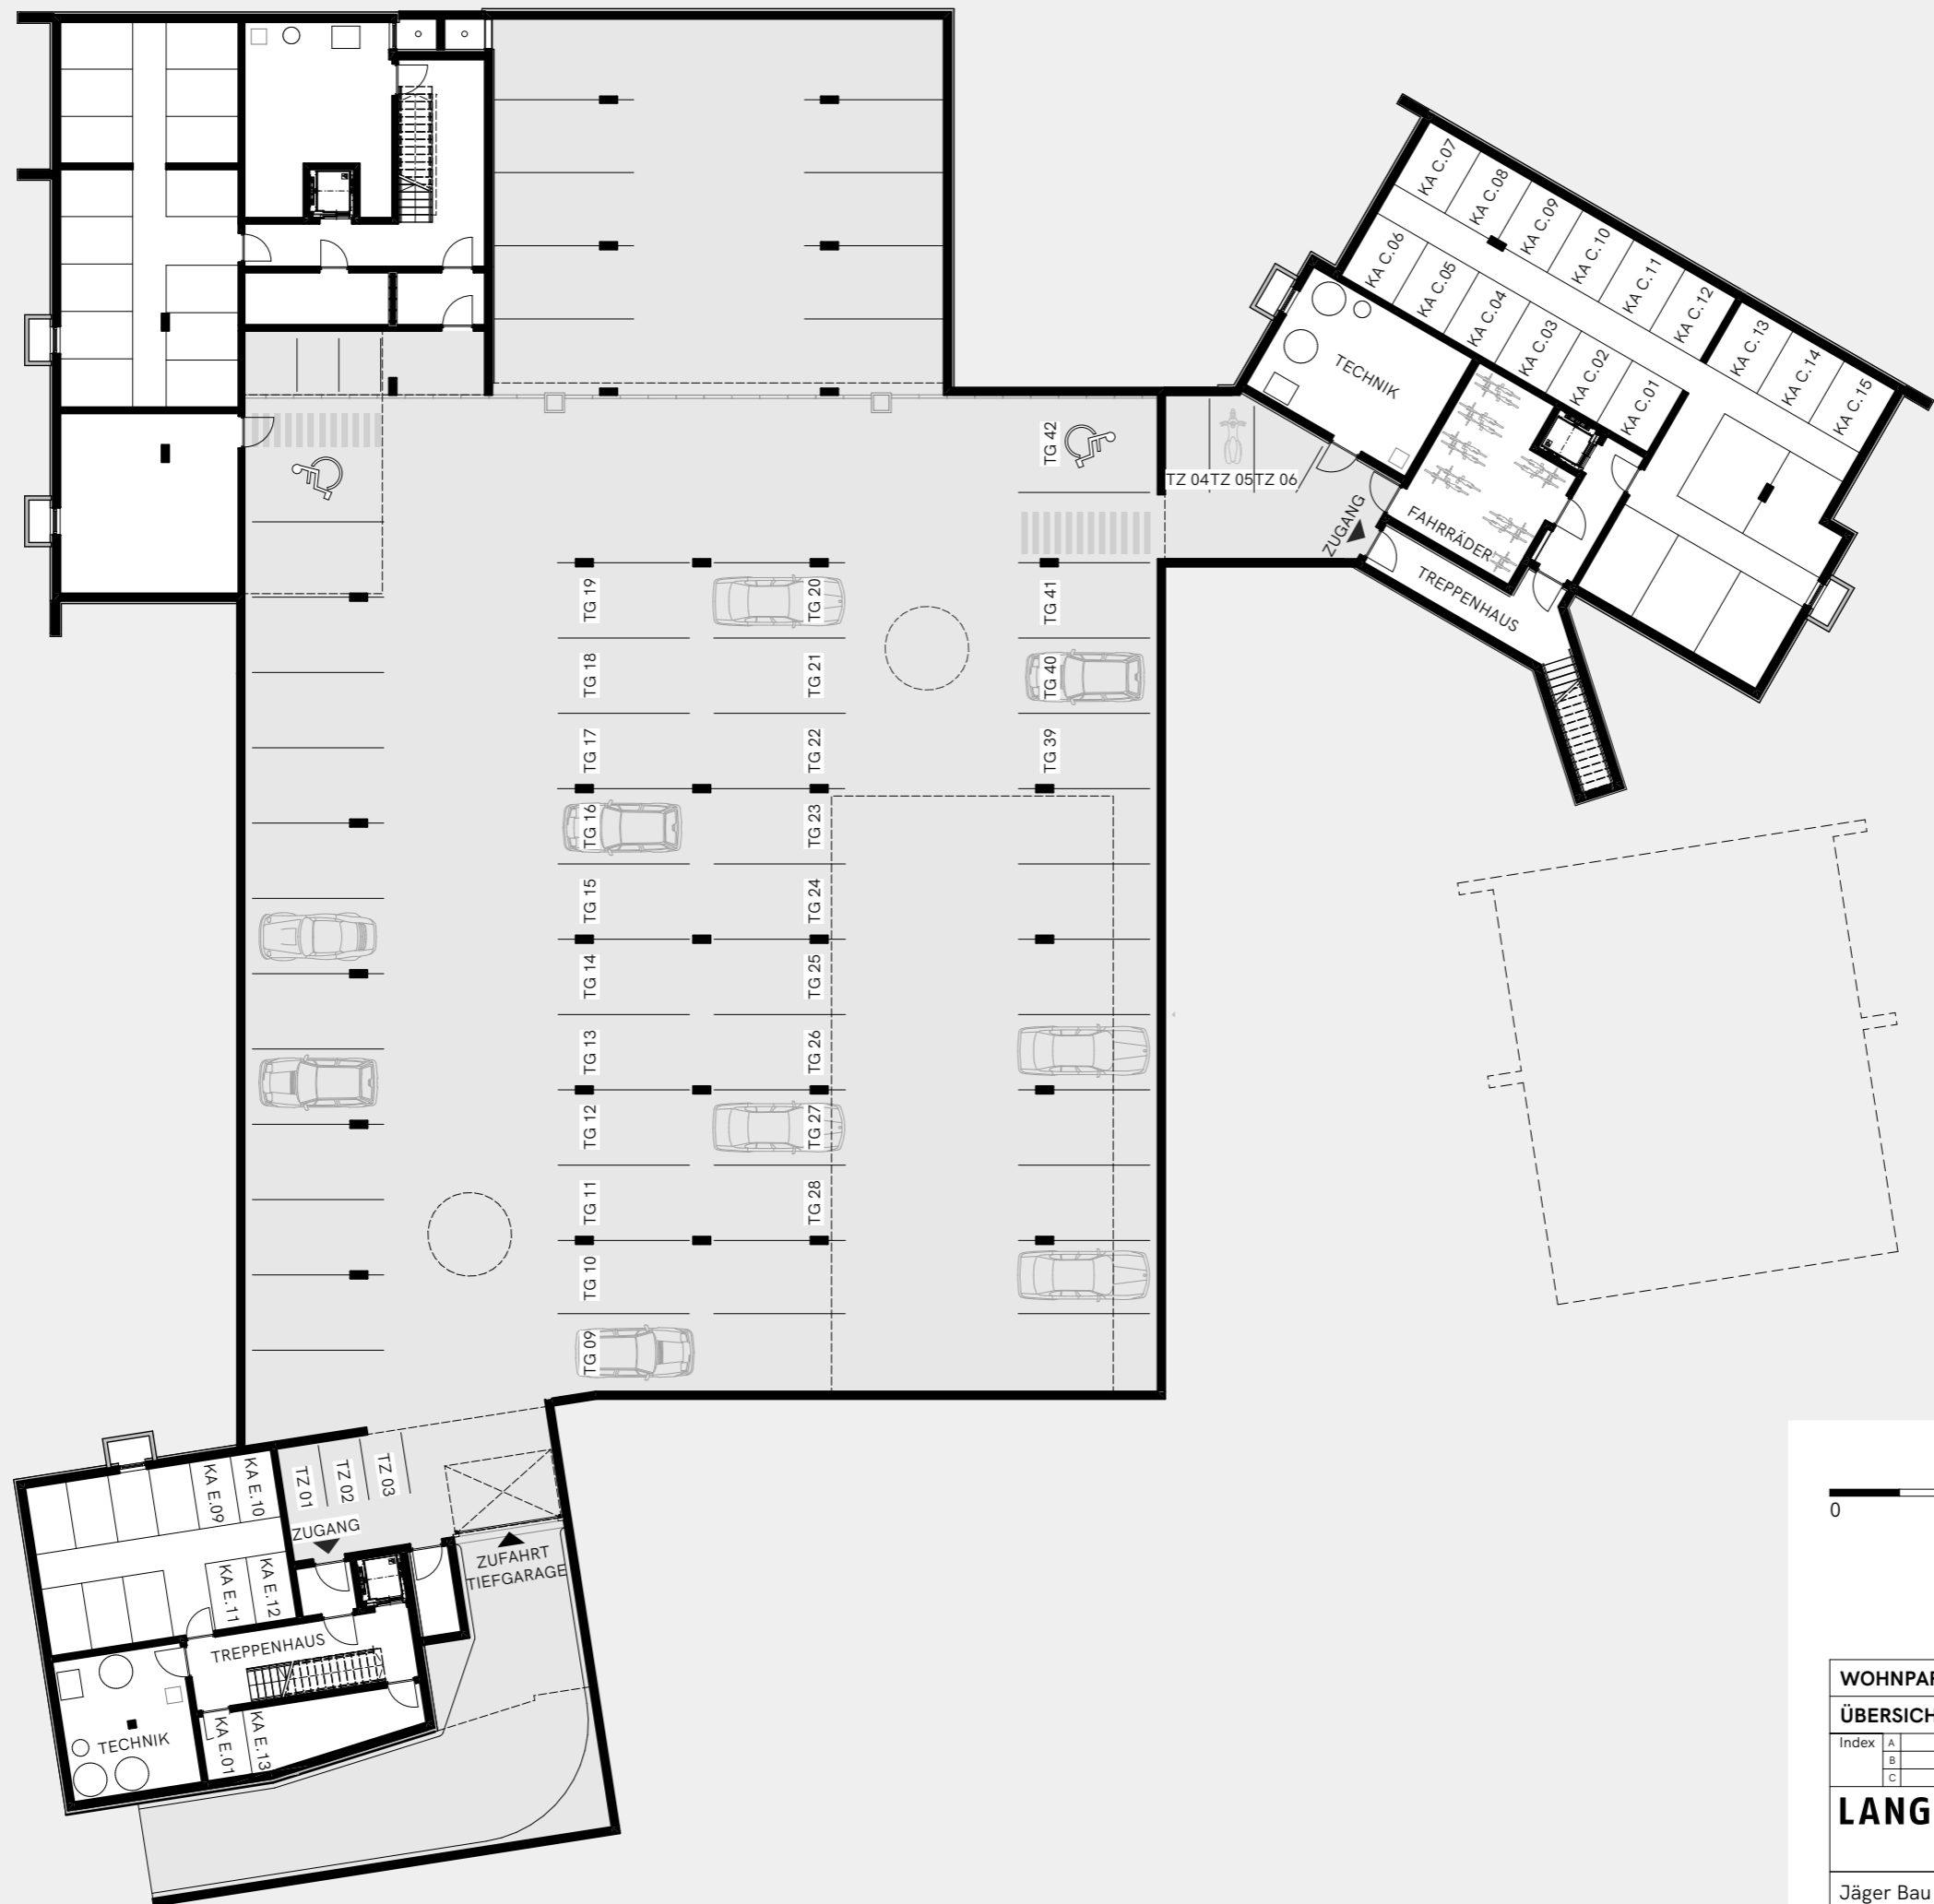 KA C.07
KA C.08
KA C.09
KA C.10
KA C.11
KA C.12
KA C.13
KA C.14
KA C.15
KA C.06
KA C.05
KA C.04
KA C.03
KA C.02
KA C.01
TECHNIK
FAHRRÄDER
TREPPENHAUS
ZUGANG
TG 42
TZ 04
TZ 05
TZ 06
TG 19
TG 20
TG 41
TG 18
TG 21
TG 40
TG 17
TG 22
TG 39
TG 16
TG 23
TG 15
TG 24
TG 14
TG 25
TG 13
TG 26
TG 12
TG 27
TG 11
TG 28
TG 10
TG 09
KA E.09
KA E.10
TZ 01
TZ 02
TZ 03
ZUGANG
ZUFAHRT
TIEFGARAGE
KA E.11
KA E.12
TREPPENHAUS
TECHNIK
KA E.01
KA E.13
0
WOHNPAR
ÜBERSICH
Index A
B
C
LANG
Jäger Bau